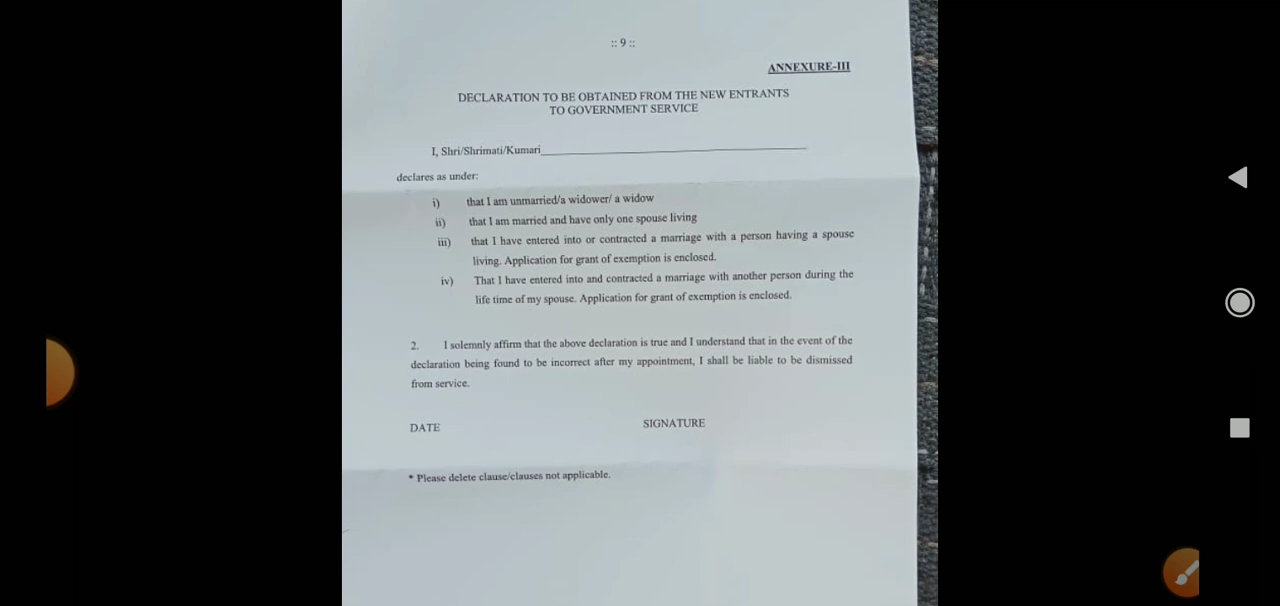 :: 9 ::
ANNEXURE-III
DECLARATION TO BE OBTAINED FROM THE NEW ENTRANTS
TO GOVERNMENT SERVICE
I, Shri/Shrimati/Kumari
declares as under:
i) that I am unmarried/a widower/ a widow
ii) that I am married and have only one spouse living
iii) that I have entered into or contracted a marriage with a person having a spouse
living. Application for grant of exemption is enclosed.
iv) That I have entered into and contracted a marriage with another person during the
life time of my spouse. Application for grant of exemption is enclosed.
2. I solemnly affirm that the above declaration is true and I understand that in the event of the
declaration being found to be incorrect after my appointment, I shall be liable to be dismissed
from service.
DATE SIGNATURE
* Please delete clause/clauses not applicable.